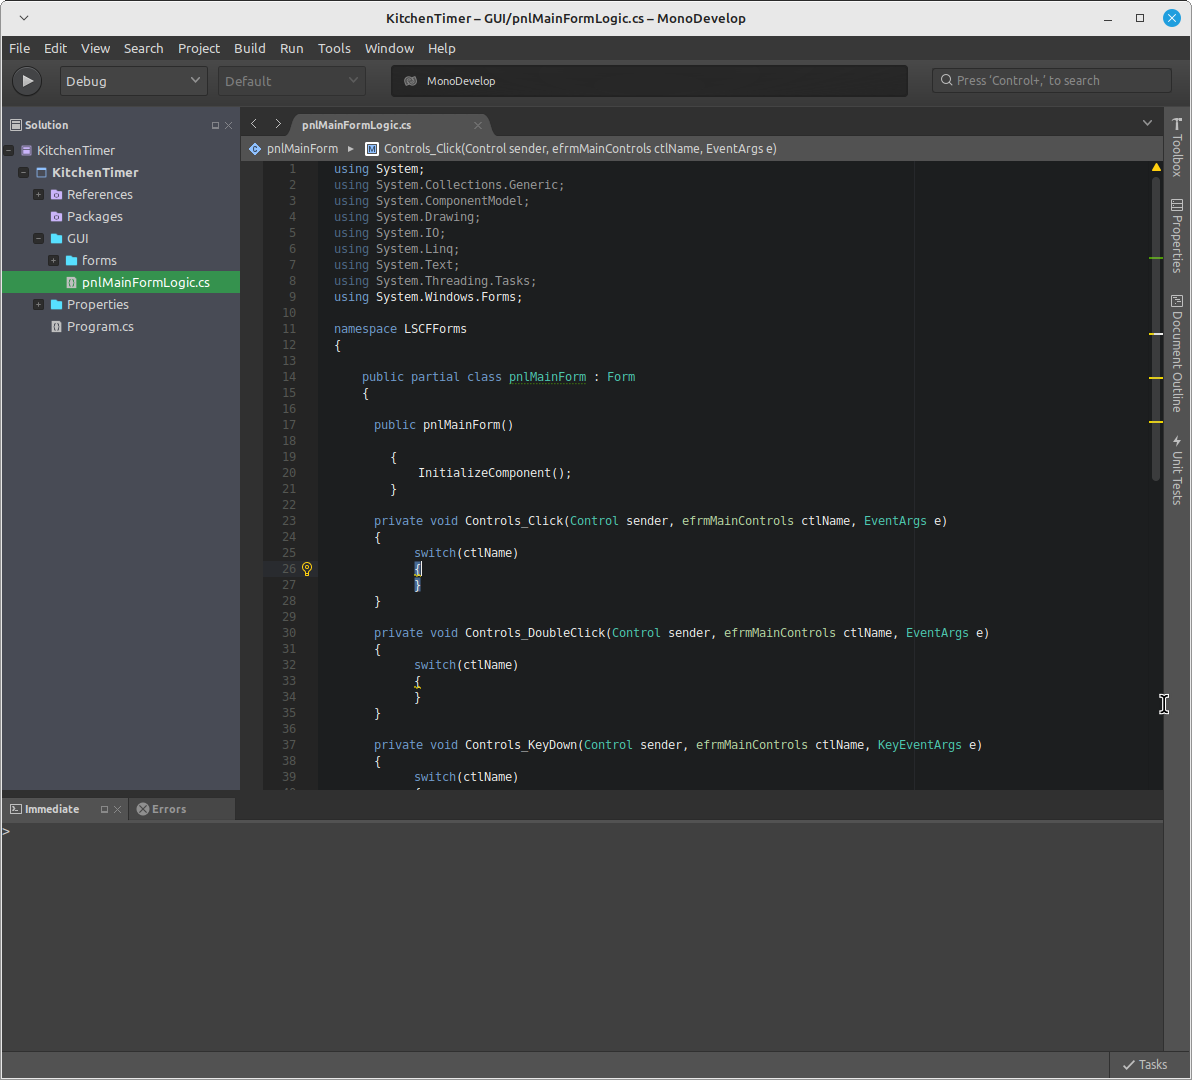 KitchenTimer – GUI/pnlMainFormLogic.cs – MonoDevelop
File Edit View Search Project Build Run Tools Window Help
Debug Default MonoDevelop Press 'Control+,' to search
Solution
KitchenTimer
KitchenTimer
References
Packages
GUI
forms
pnlMainFormLogic.cs
Properties
Program.cs
pnlMainFormLogic.cs
pnlMainForm Controls_Click(Control sender, efrmMainControls ctlName, EventArgs e)
1 using System;
2 using System.Collections.Generic;
3 using System.ComponentModel;
4 using System.Drawing;
5 using System.IO;
6 using System.Linq;
7 using System.Text;
8 using System.Threading.Tasks;
9 using System.Windows.Forms;
10
11 namespace LSCFForms
12 {
13
14 public partial class pnlMainForm : Form
15 {
16
17 public pnlMainForm()
18
19 {
20 InitializeComponent();
21 }
22
23 private void Controls_Click(Control sender, efrmMainControls ctlName, EventArgs e)
24 {
25 switch(ctlName)
26 {
27 }
28 }
29
30 private void Controls_DoubleClick(Control sender, efrmMainControls ctlName, EventArgs e)
31 {
32 switch(ctlName)
33 {
34 }
35 }
36
37 private void Controls_KeyDown(Control sender, efrmMainControls ctlName, KeyEventArgs e)
38 {
39 switch(ctlName)
Toolbox
Properties
Document Outline
Unit Tests
Immediate Errors
>
Tasks